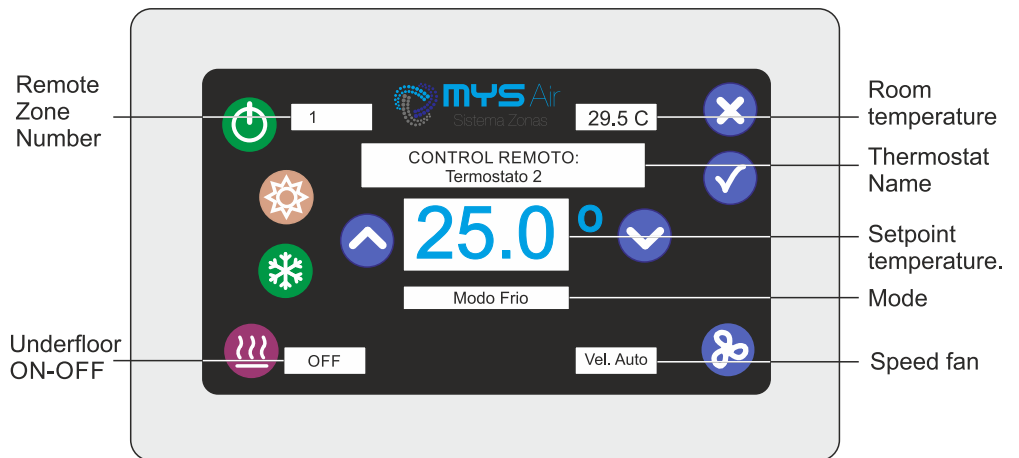 Remote
Zone
Number
1
MYS Air
Sistema Zonas
29.5 C
Room
temperature
CONTROL REMOTO:
Termostato 2
Thermostat
Name
25.0 º
Setpoint
temperature.
Modo Frio
Mode
Underfloor
ON-OFF
OFF
Vel. Auto
Speed fan